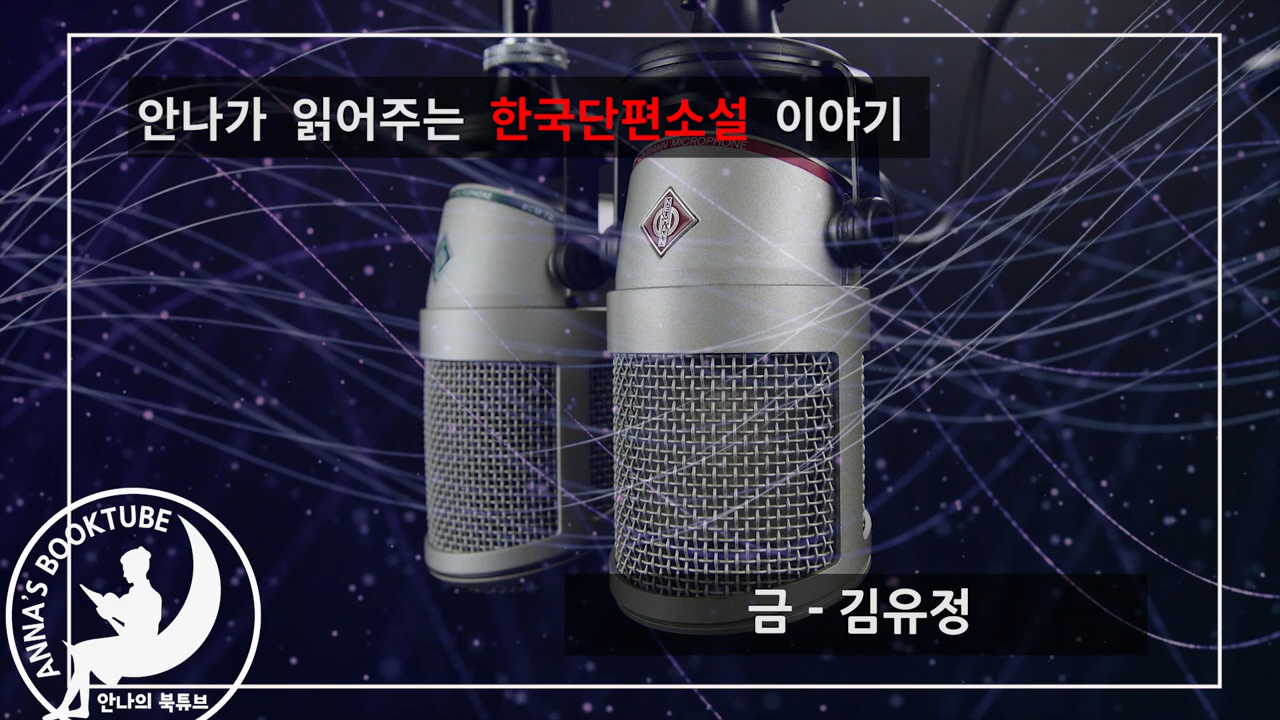 안나가 읽어주는 한국단편소설 이야기
MICROPHONE
금 - 김유정
ANNA'S BOOKTUBE
안나의 북튜브